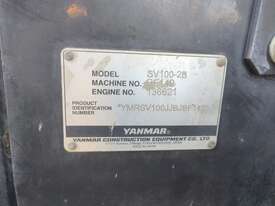 MODEL SV100-2B
MACHINE NO.
ENGINE NO. 136621
PRODUCT
IDENTIFICATION
NUMBER
YANMAR
YANMAR CONSTRUCTION EQUIPMENT CO., LTD